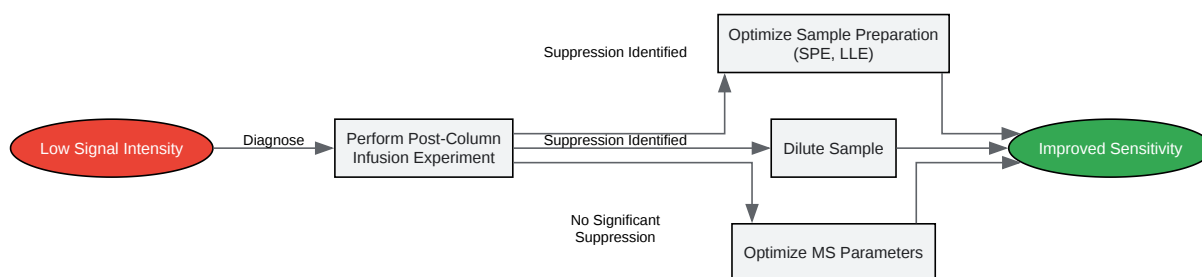 Optimize Sample Preparation
(SPE, LLE)
Suppression Identified
Low Signal Intensity
Diagnose
Perform Post-Column
Infusion Experiment
Suppression Identified
Dilute Sample
Improved Sensitivity
No Significant
Suppression
Optimize MS Parameters